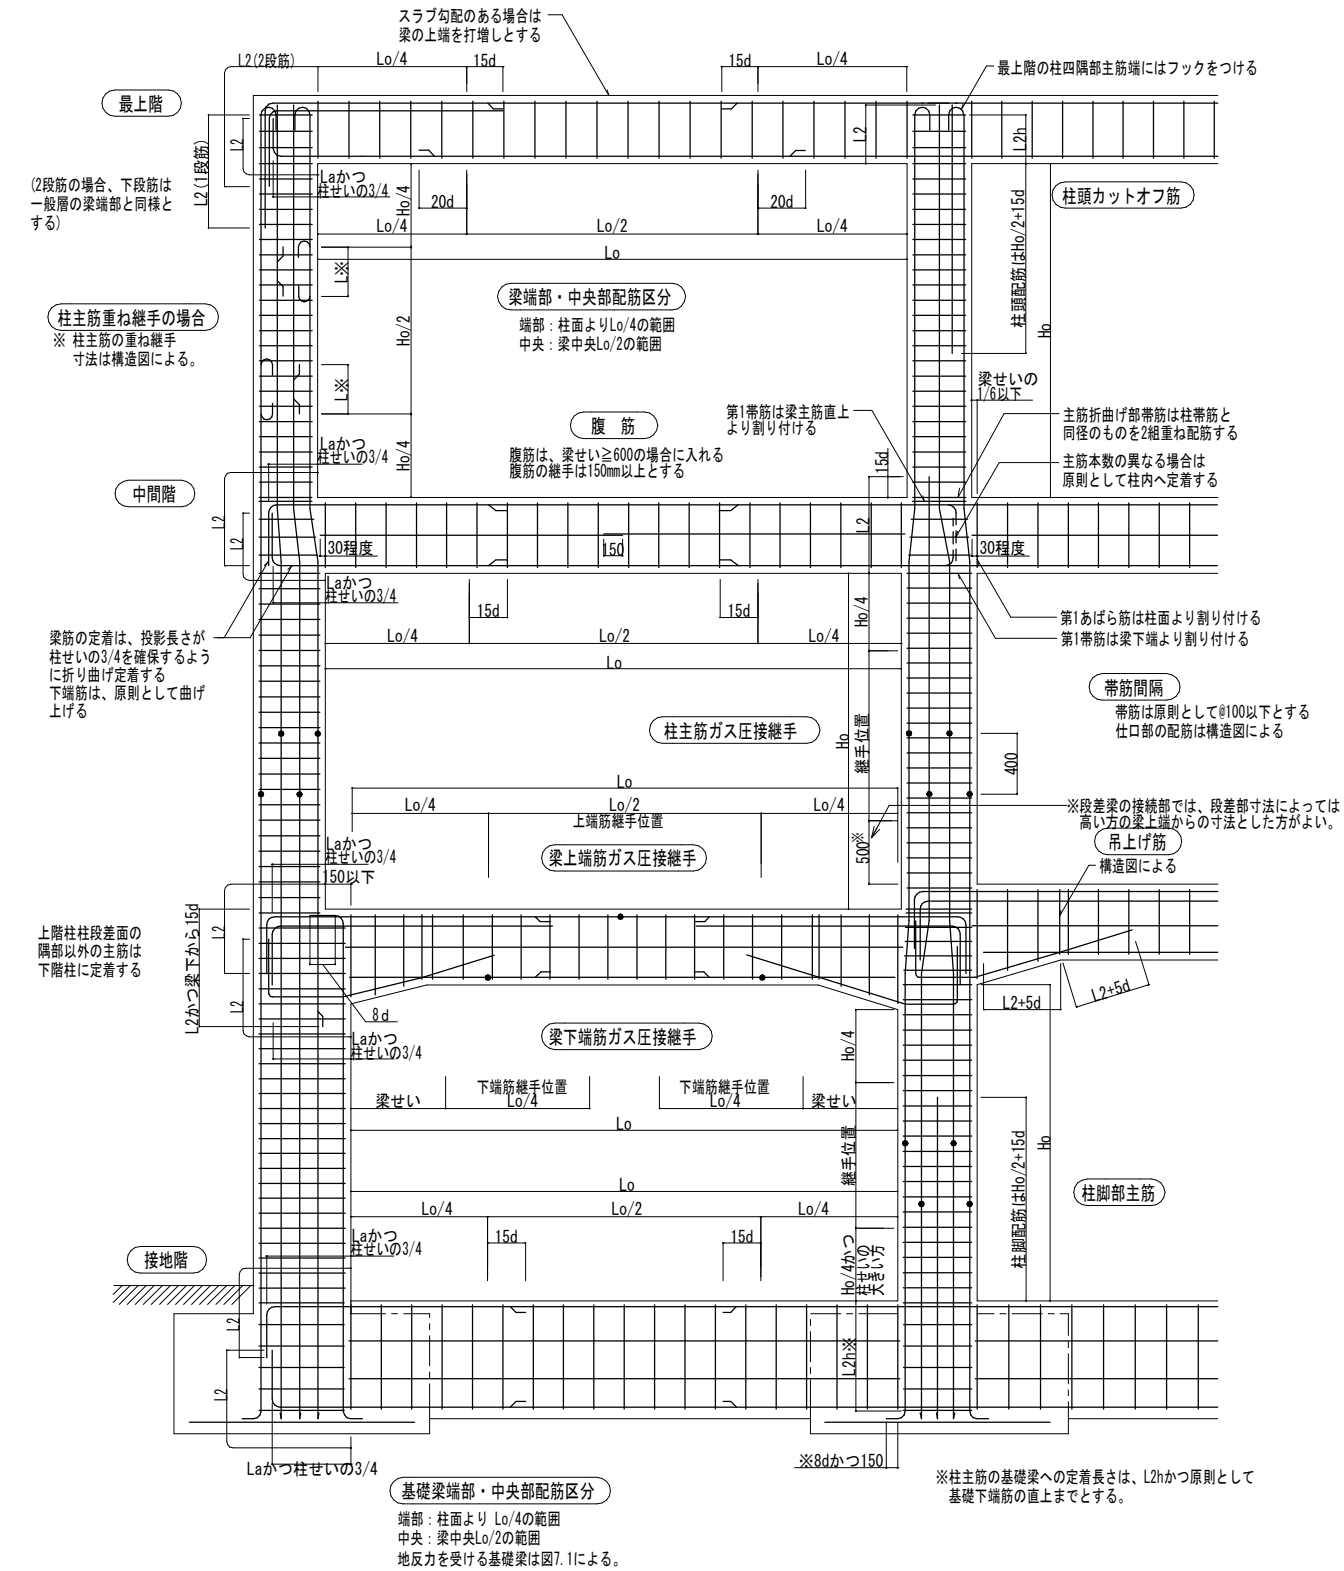 スラブ勾配のある場合は
梁の上端を打増しとする
L2(2段筋)
Lo/4
15d
15d
Lo/4
最上階の柱四隅部主筋端にはフックをつける
最上階
L2
L2(1段筋)
L2
L2h
(2段筋の場合、下段筋は
一般層の梁端部と同様と
する)
Laかつ
柱せいの3/4
Ho/4
20d
20d
柱頭カットオフ筋
Lo/4
Lo/2
Lo/4
Lo
柱頭配筋はHo/2+15d
Ho
L※
梁端部・中央部配筋区分
端部：柱面よりLo/4の範囲
中央：梁中央Lo/2の範囲
柱主筋重ね継手の場合
※ 柱主筋の重ね継手
寸法は構造図による。
Ho/2
L※
梁せいの
1/6以下
第1帯筋は梁主筋直上
より割り付ける
主筋折曲げ部帯筋は柱帯筋と
同径のものを2組重ね配筋する
腹　筋
腹筋は、梁せい≧600の場合に入れる
腹筋の継手は150mm以上とする
Laかつ
柱せいの3/4
Ho/4
15d
主筋本数の異なる場合は
原則として柱内へ定着する
中間階
L2
L2
L2
30程度
150
30程度
Laかつ
柱せいの3/4
15d
15d
Ho/4
第1あばら筋は柱面より割り付ける
第1帯筋は梁下端より割り付ける
梁筋の定着は、投影長さが
柱せいの3/4を確保するよう
に折り曲げ定着する
下端筋は、原則として曲げ
上げる
Lo/4
Lo/2
Lo/4
Lo
帯筋間隔
帯筋は原則として@100以下とする
仕口部の配筋は構造図による
柱主筋ガス圧接継手
Ho
継手位置
400
Lo
Lo/4
Lo/2
Lo/4
上端筋継手位置
※段差梁の接続部では、段差部寸法によっては
高い方の梁上端からの寸法とした方がよい。
500※
梁上端筋ガス圧接継手
吊上げ筋
構造図による
Laかつ
柱せいの3/4
150以下
上階柱柱段差面の
隅部以外の主筋は
下階柱に定着する
L2かつ梁下から15d
L2
L2
8d
L2+5d
L2+5d
Laかつ
柱せいの3/4
梁下端筋ガス圧接継手
Ho/4
下端筋継手位置
下端筋継手位置
梁せい
Lo/4
Lo/4
梁せい
Lo
継手位置
柱脚配筋はHo/2+15d
Ho
柱脚部主筋
Lo
Lo/4
Lo/2
Lo/4
15d
15d
接地階
Laかつ
柱せいの3/4
Ho/4かつ
柱せいの
大きい方
L2
L2h※
L2
Laかつ柱せいの3/4
※8dかつ150
※柱主筋の基礎梁への定着長さは、L2hかつ原則として
基礎下端筋の直上までとする。
基礎梁端部・中央部配筋区分
端部：柱面より Lo/4の範囲
中央：梁中央Lo/2の範囲
地反力を受ける基礎梁は図7.1による。